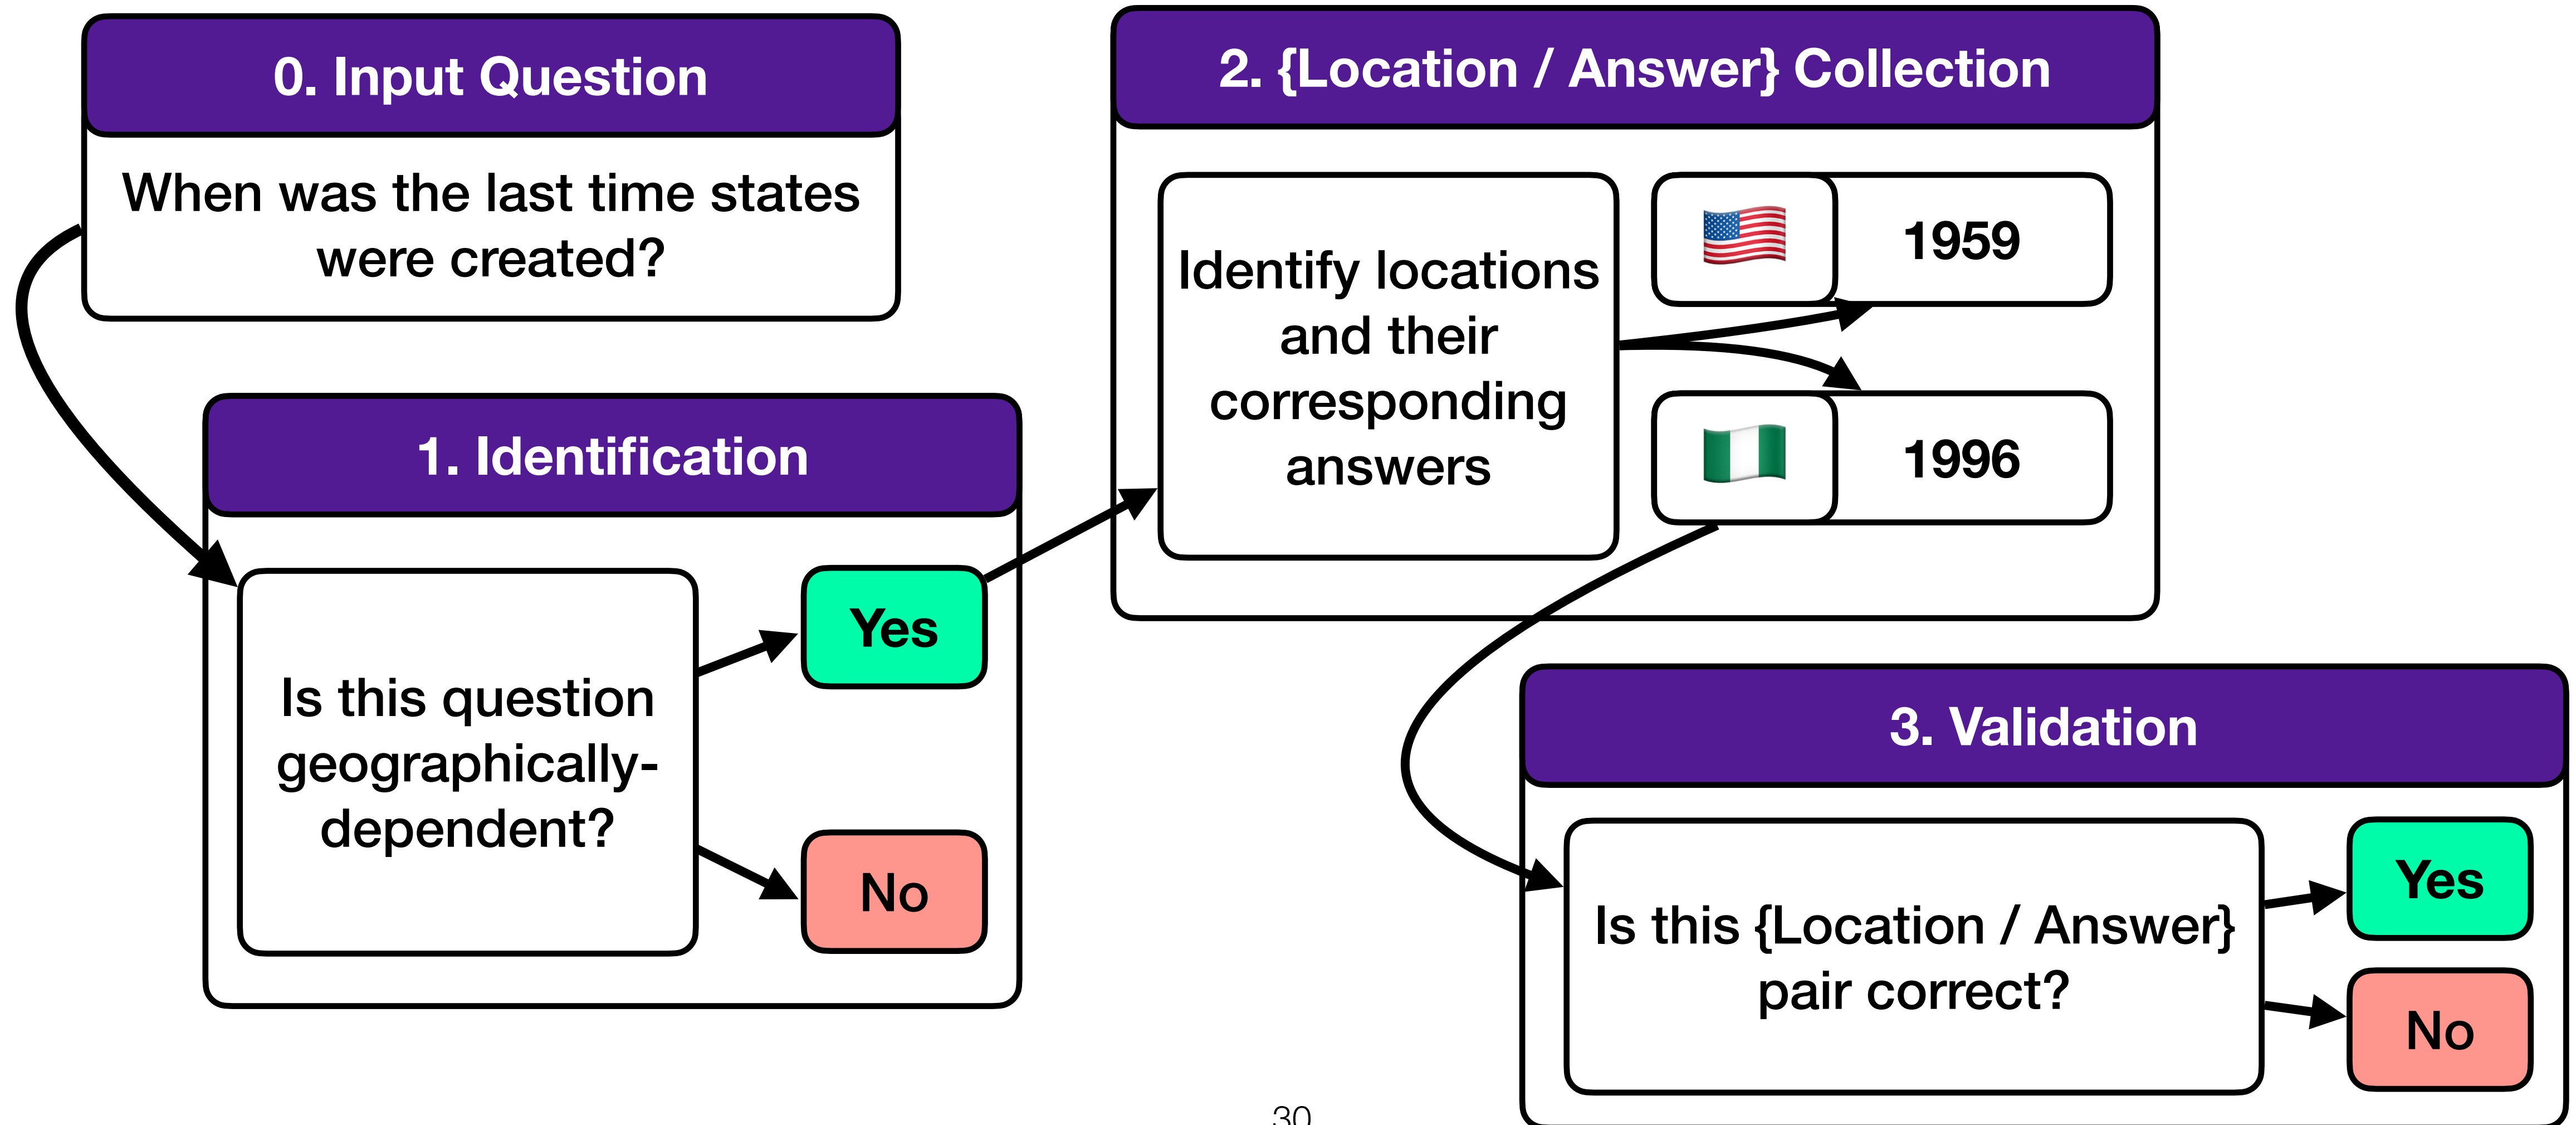 0. Input Question
When was the last time states
were created?
1. Identification
Is this question
geographically-
dependent?
Yes
No
2. {Location / Answer} Collection
Identify locations
and their
corresponding
answers
1959
1996
3. Validation
Is this {Location / Answer}
pair correct?
Yes
No
30